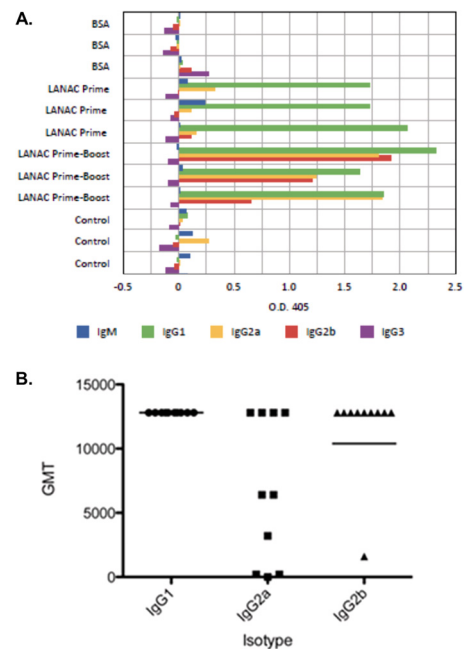 A.
BSA
BSA
BSA
LANAC Prime
LANAC Prime
LANAC Prime
LANAC Prime-Boost
LANAC Prime-Boost
LANAC Prime-Boost
Control
Control
Control
-0.5 0.0 0.5 1.0 1.5 2.0 2.5
O.D. 405
IgM IgG1 IgG2a IgG2b IgG3
B.
15000
10000
5000
0
GMT
IgG1 IgG2a IgG2b
Isotype